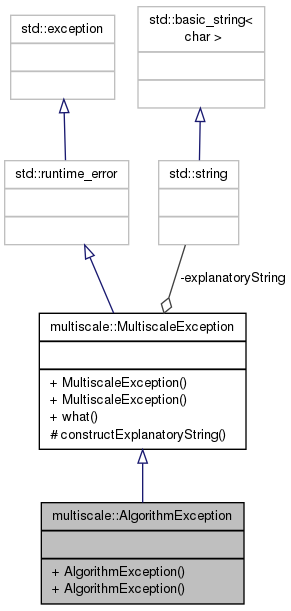 std::exception
std::basic_string<
char >
std::runtime_error
std::string
-explanatoryString
multiscale::MultiscaleException
+ MultiscaleException()
+ MultiscaleException()
+ what()
# constructExplanatoryString()
multiscale::AlgorithmException
+ AlgorithmException()
+ AlgorithmException()